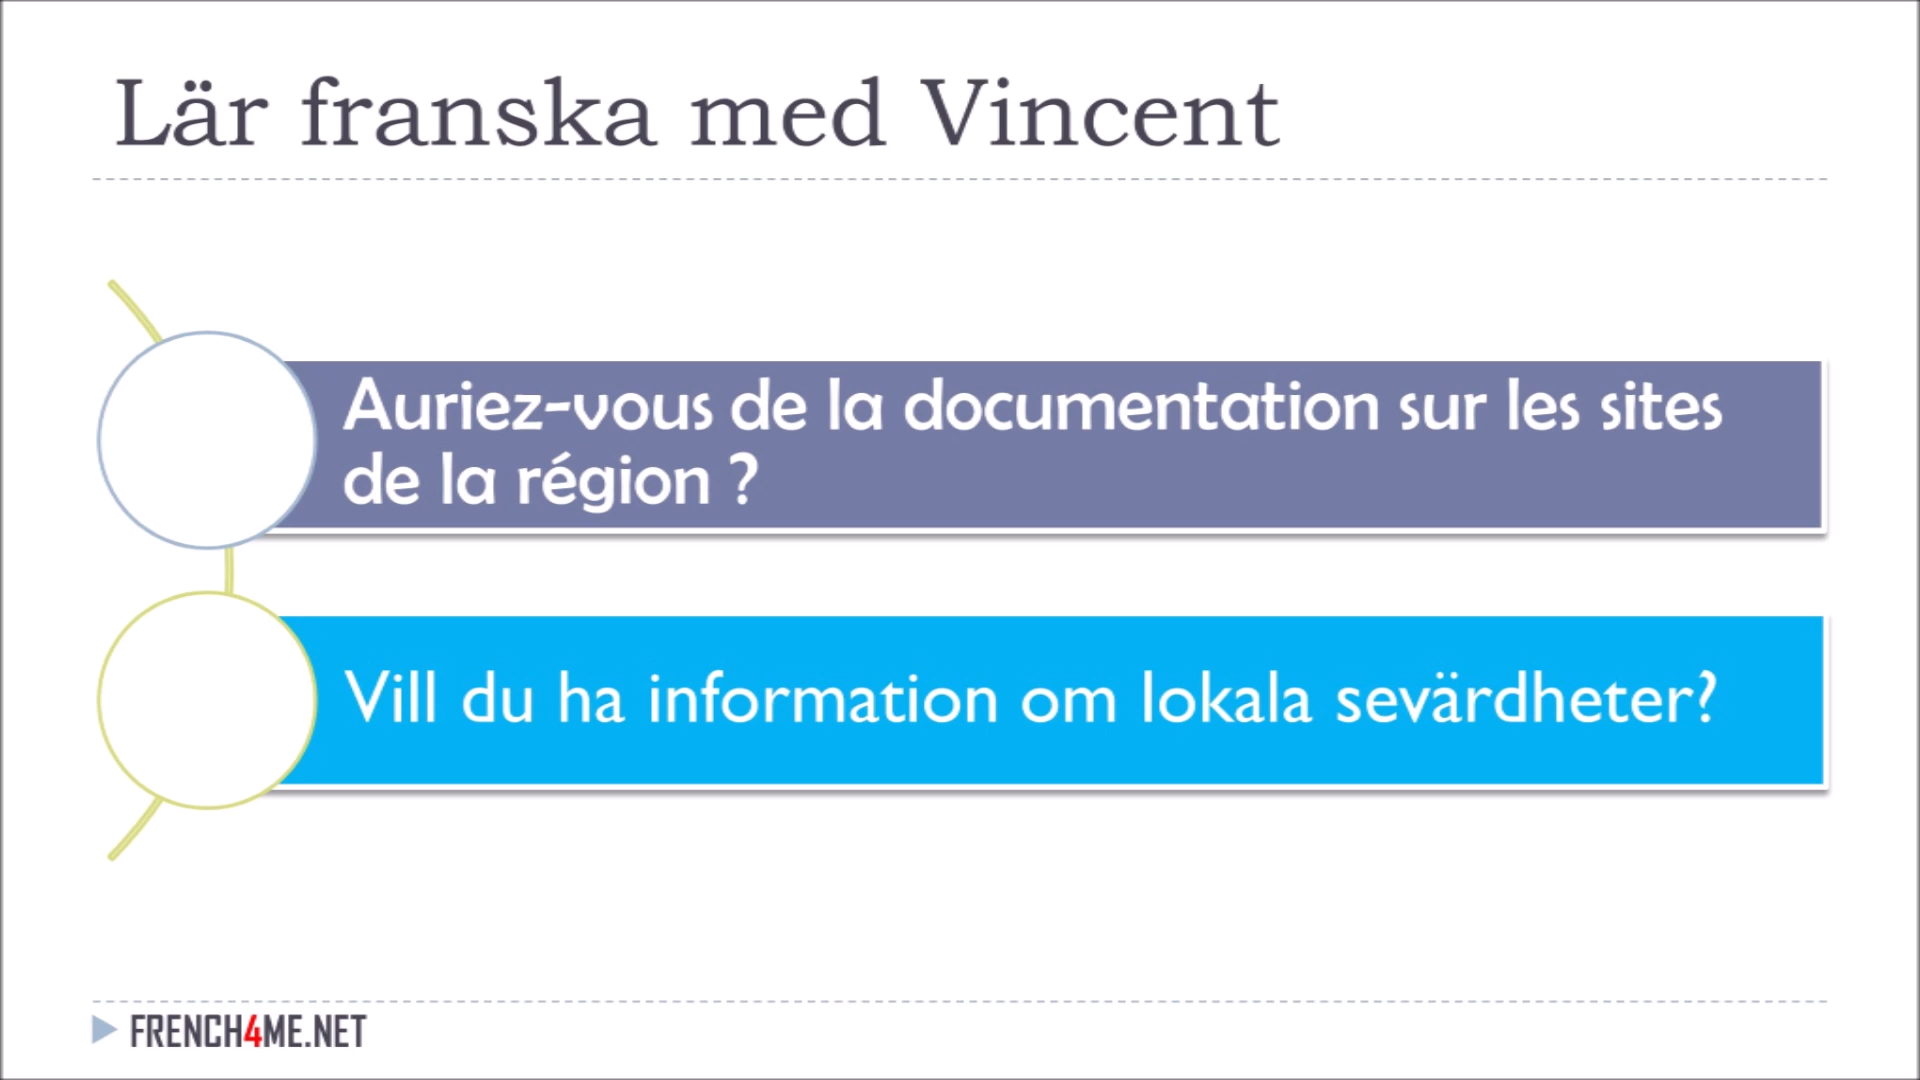 Lär franska med Vincent
Auriez-vous de la documentation sur les sites
de la région ?
Vill du ha information om lokala sevärdheter?
FRENCH4ME.NET